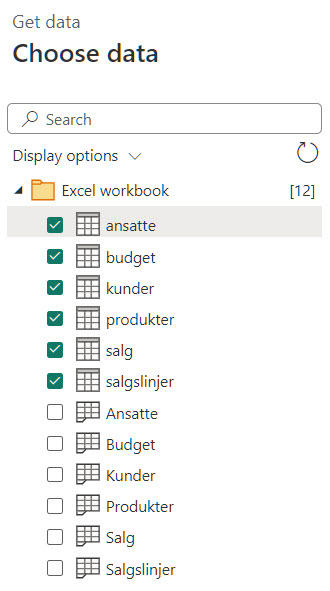 Get data
Choose data
Search
Display options
Excel workbook [12]
ansatte
budget
kunder
produkter
salg
salgslinjer
Ansatte
Budget
Kunder
Produkter
Salg
Salgslinjer